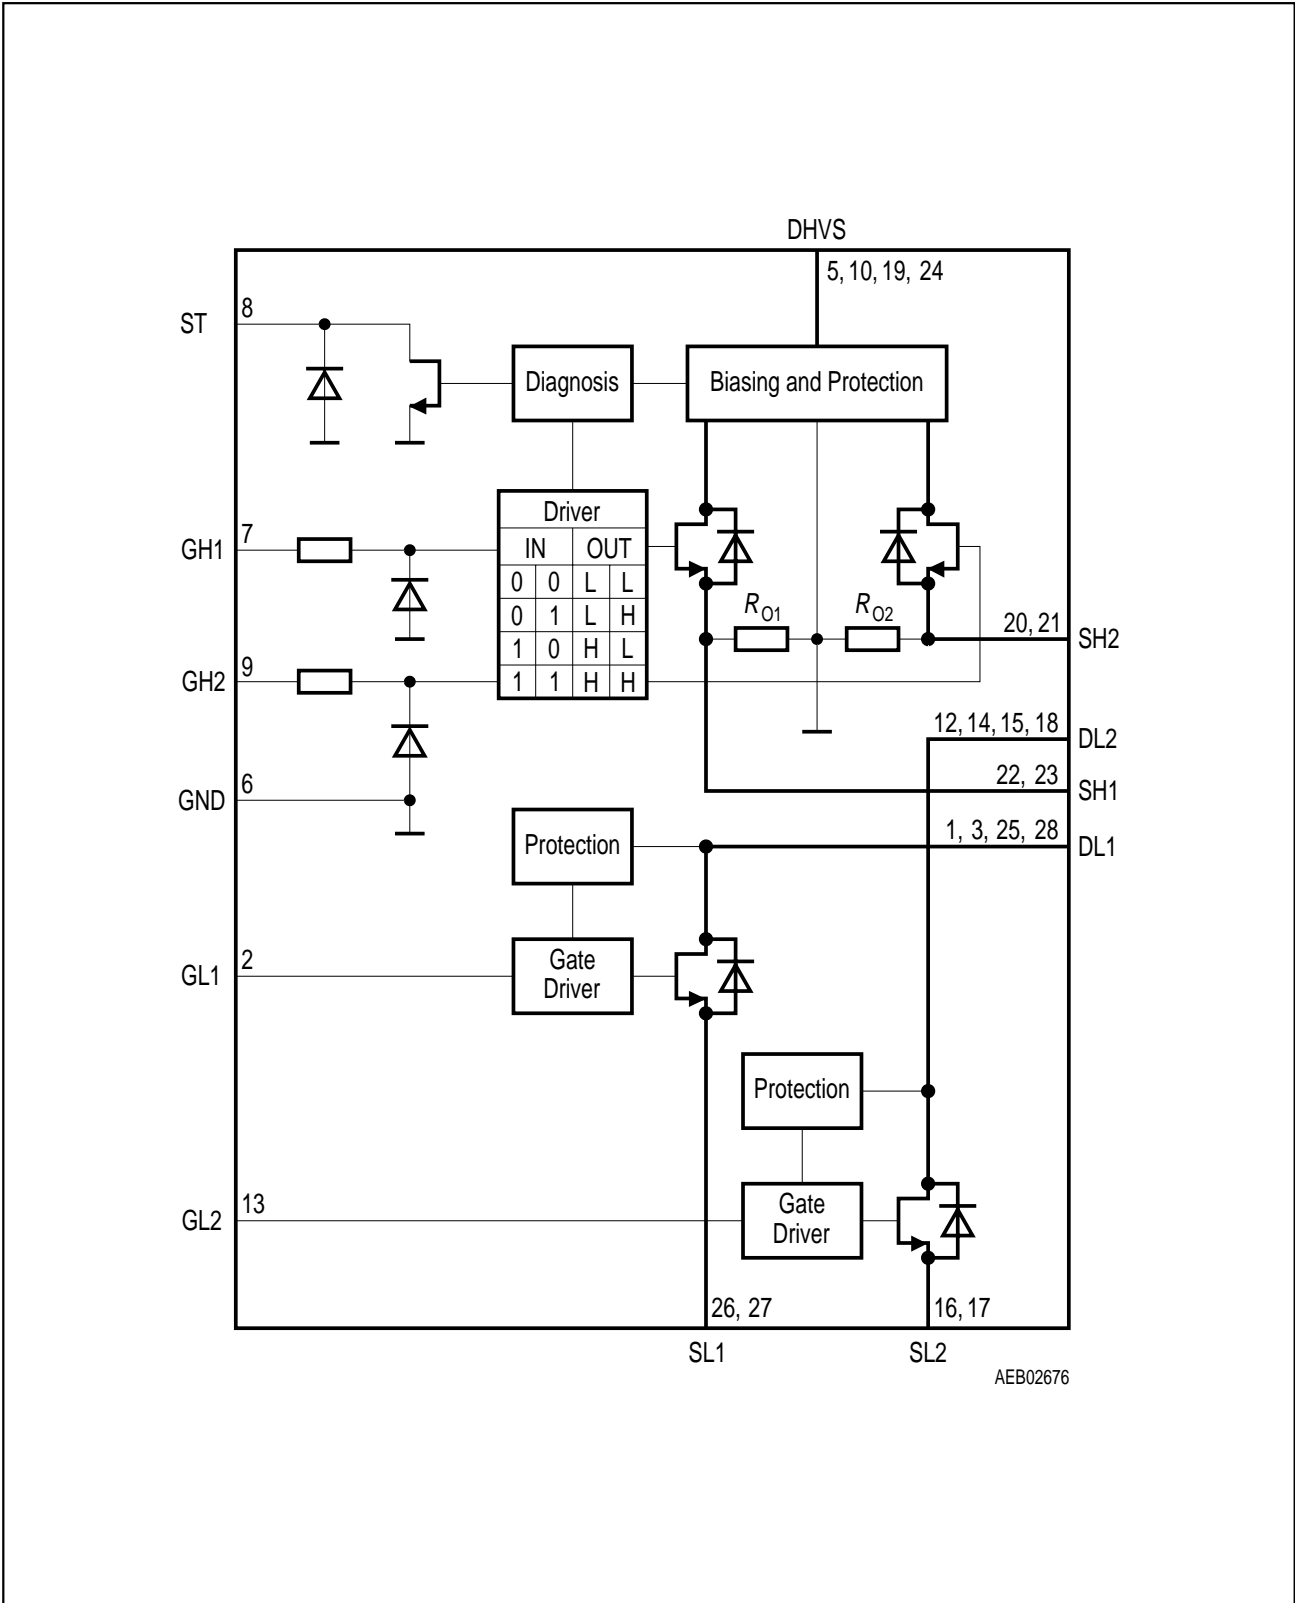 DHVS
5, 10, 19, 24
8
ST
Diagnosis
Biasing and Protection
Driver
IN OUT
0 0 L L
0 1 L H
1 0 H L
1 1 H H
7
GH1
9
GH2
RO1
RO2
20, 21
SH2
12, 14, 15, 18
DL2
22, 23
SH1
6
GND
1, 3, 25, 28
DL1
Protection
2
GL1
Gate
Driver
Protection
13
GL2
Gate
Driver
26, 27
16, 17
SL1
SL2
AEB02676